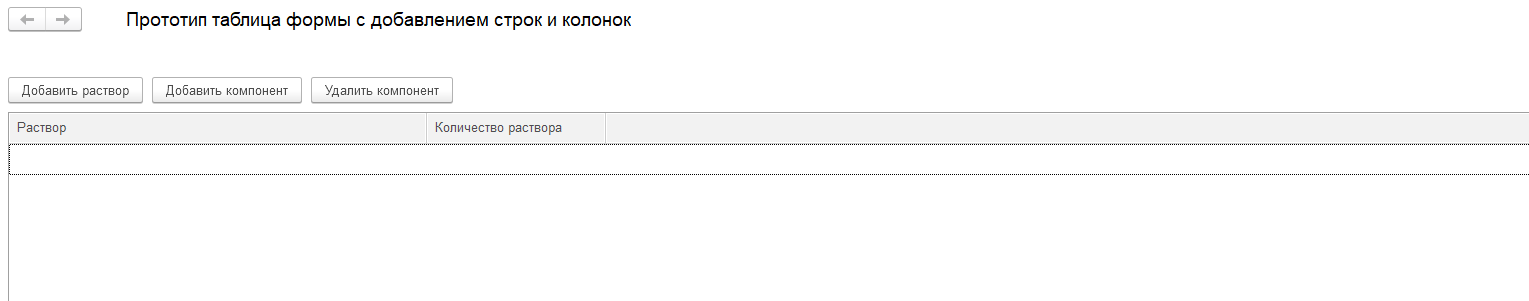 Прототип таблица формы с добавлением строк и колонок
Добавить раствор Добавить компонент Удалить компонент
Раствор Количество раствора